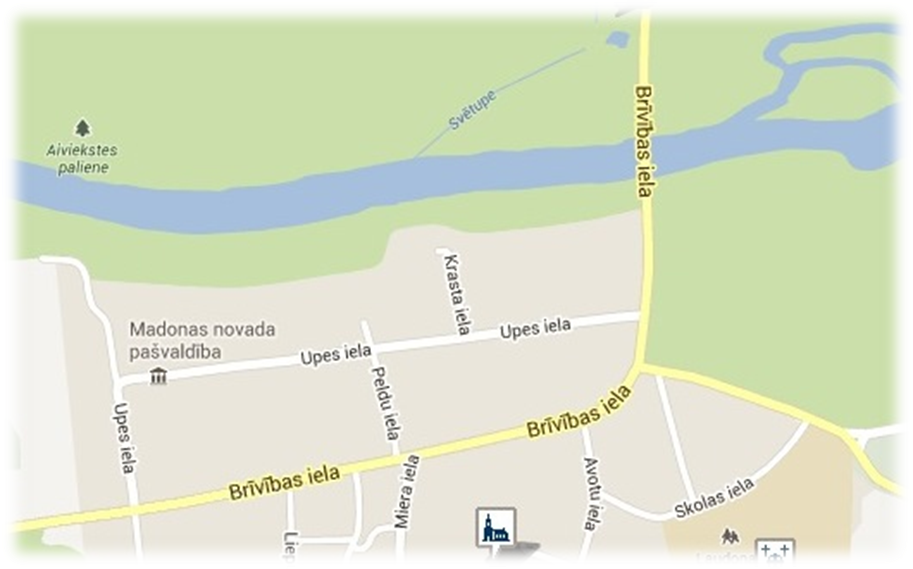 Brīvības iela
Svētupe
Aiviekstes
paliene
Krasta iela
Madonas novada
pašvaldība
Upes iela
Upes iela
Peldu iela
Upes iela
Brīvības iela
Brīvības iela
Miera iela
Avotu iela
Skolas iela